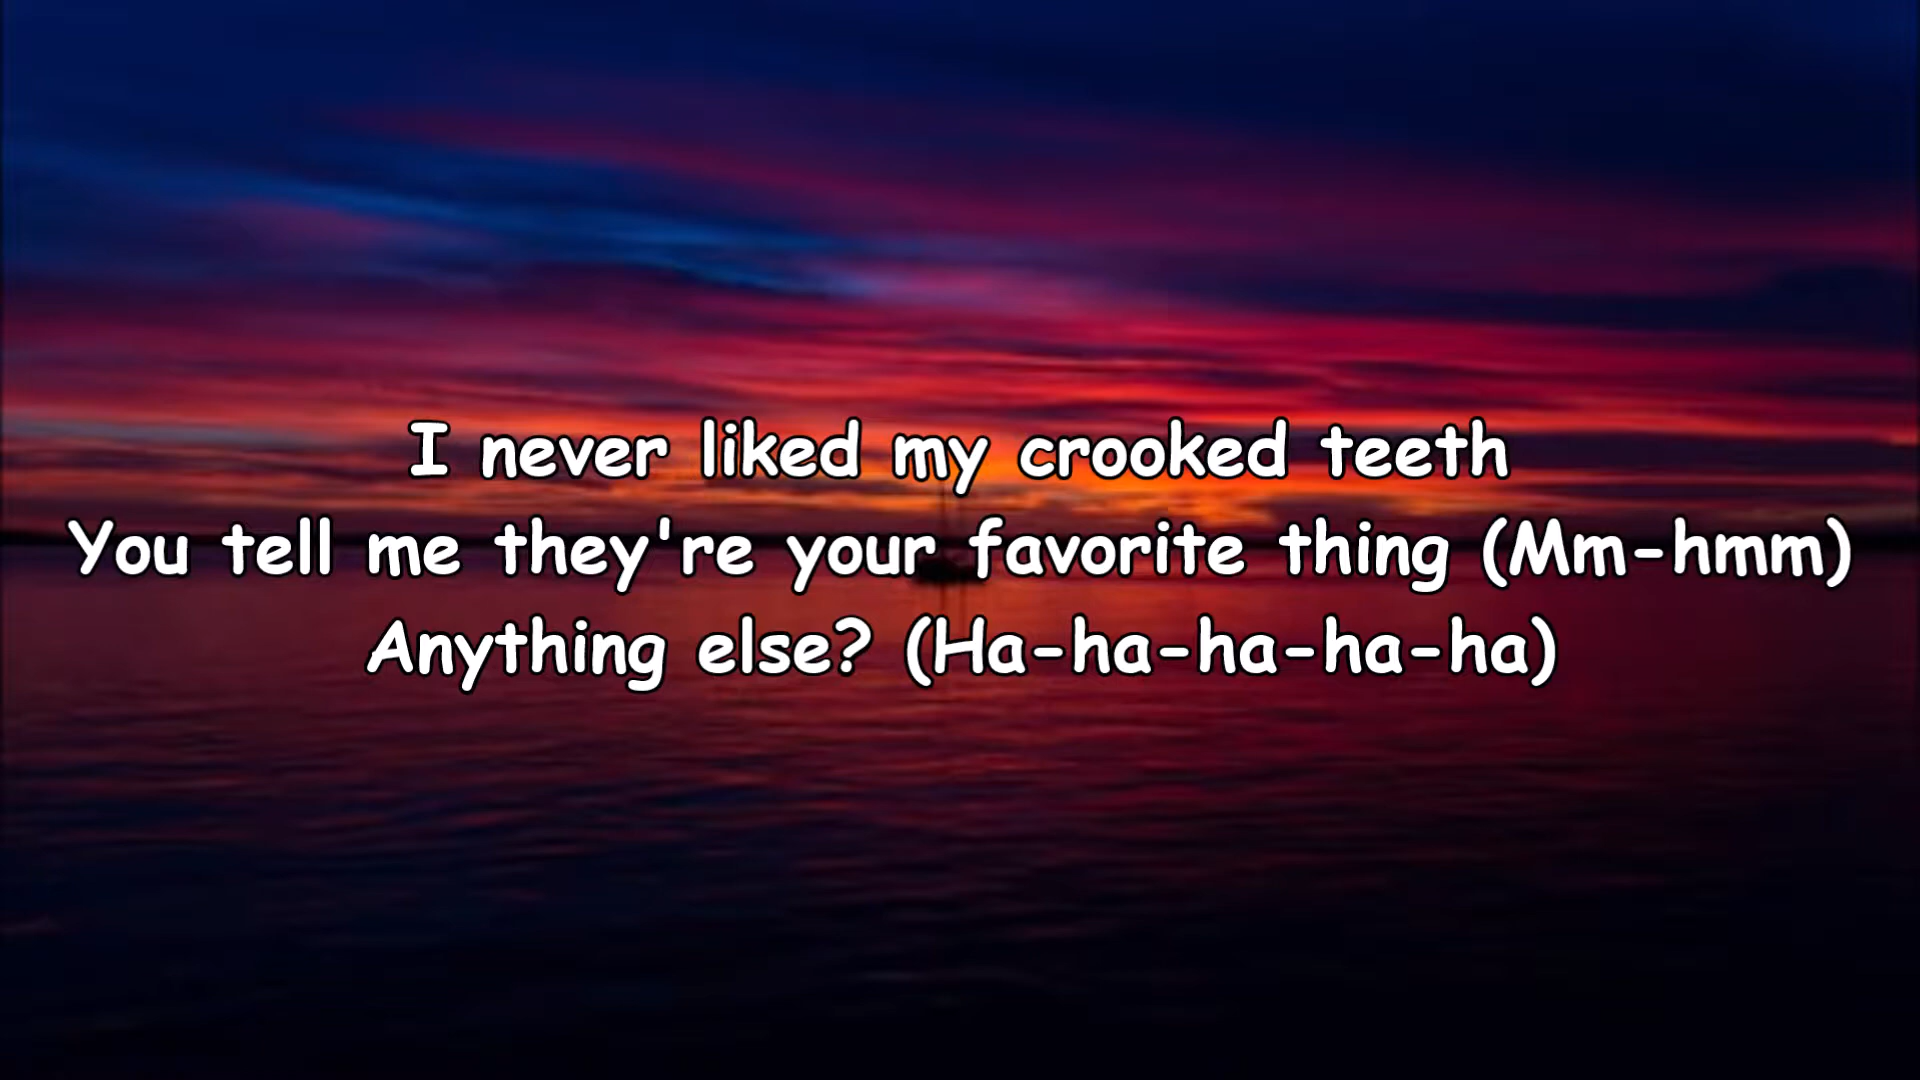 I never liked my crooked teeth
You tell me they're your favorite thing (Mm-hmm)
Anything else? (Ha-ha-ha-ha-ha)